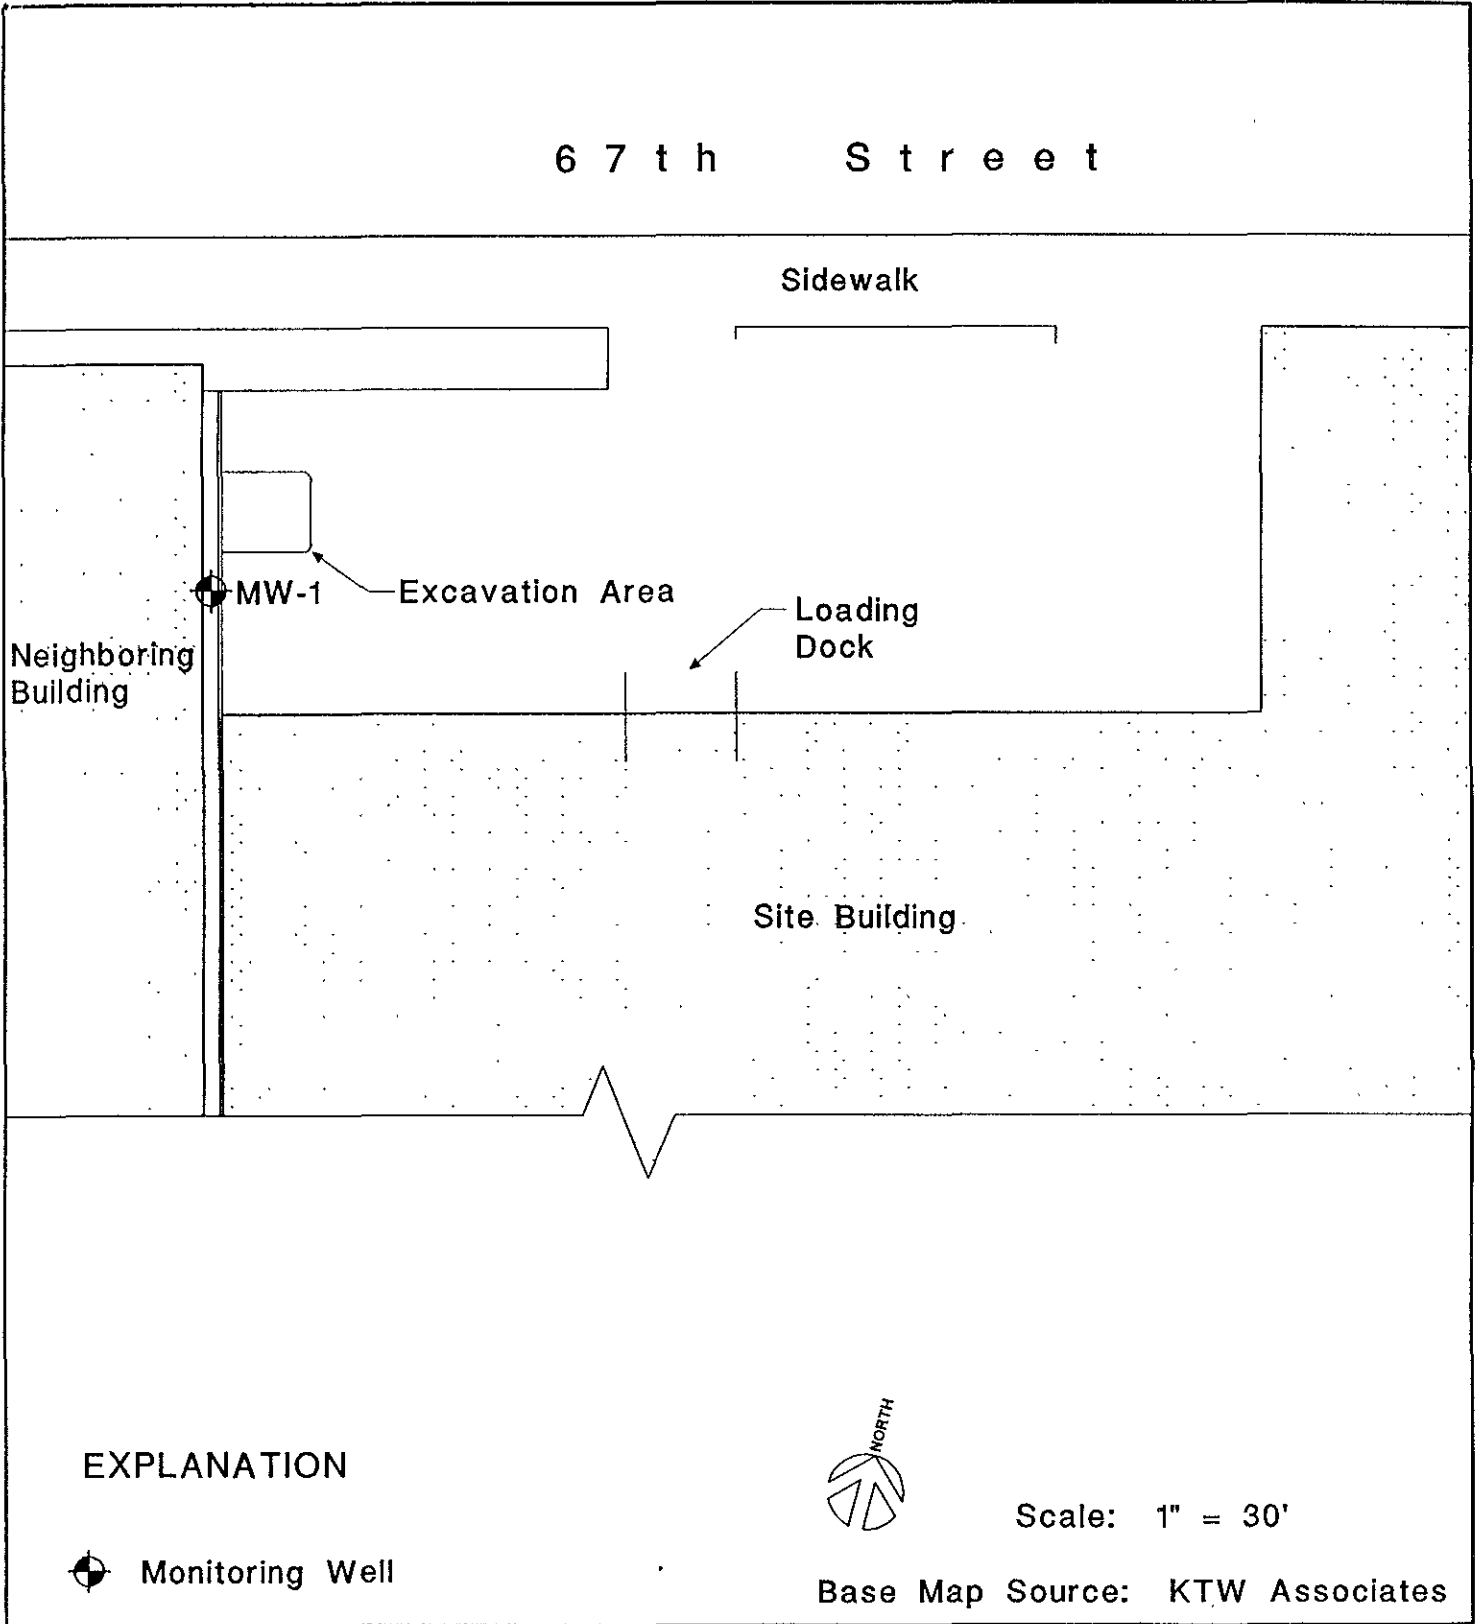 67th Street
Sidewalk
MW-1
Excavation Area
Loading
Dock
Neighboring
Building
Site Building
NORTH
EXPLANATION
Scale: 1" = 30'
Monitoring Well
Base Map Source: KTW Associates